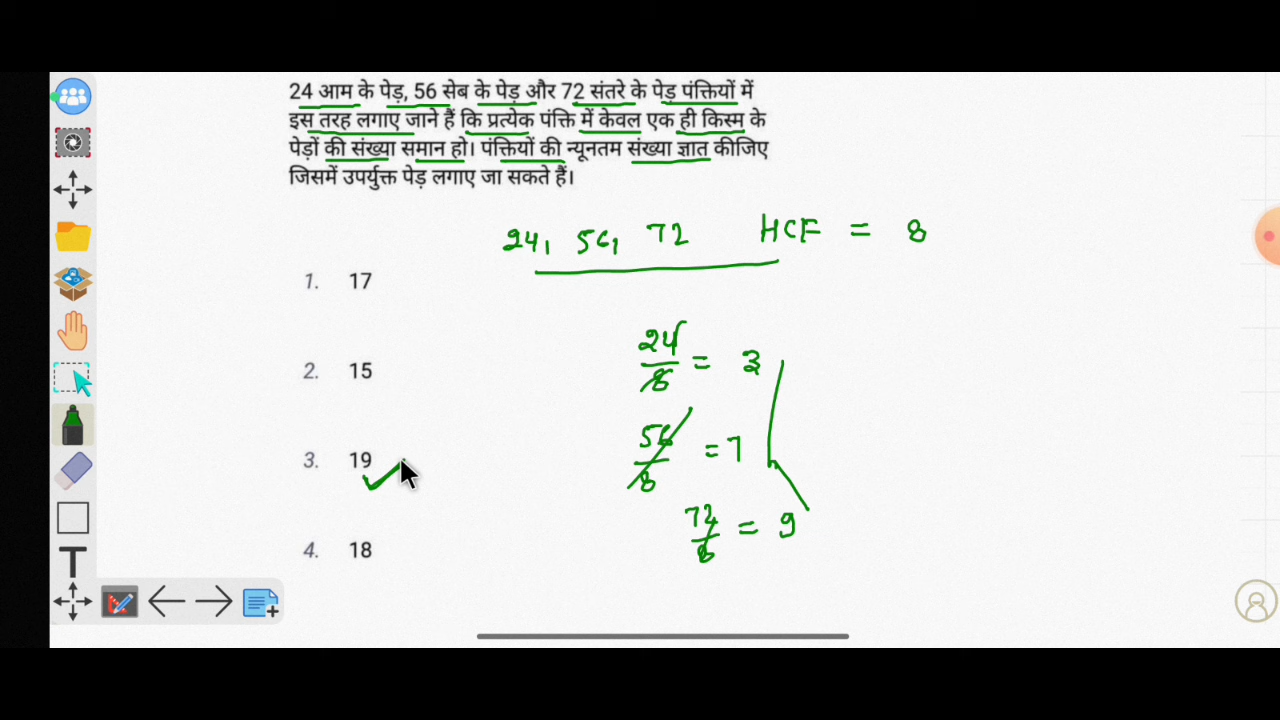 24 आम के पेड़, 56 सेब के पेड़ और 72 संतरे के पेड़ पंक्तियों में
इस तरह लगाए जाने हैं कि प्रत्येक पंक्ति में केवल एक ही किस्म के
पेड़ों की संख्या समान हो। पंक्तियों की न्यूनतम संख्या ज्ञात कीजिए
जिसमें उपर्युक्त पेड़ लगाए जा सकते हैं।
24, 56, 72 HCF = 8
1. 17
24/8 = 3
2. 15
56/8 = 7
3. 19
72/8 = 9
4. 18
T